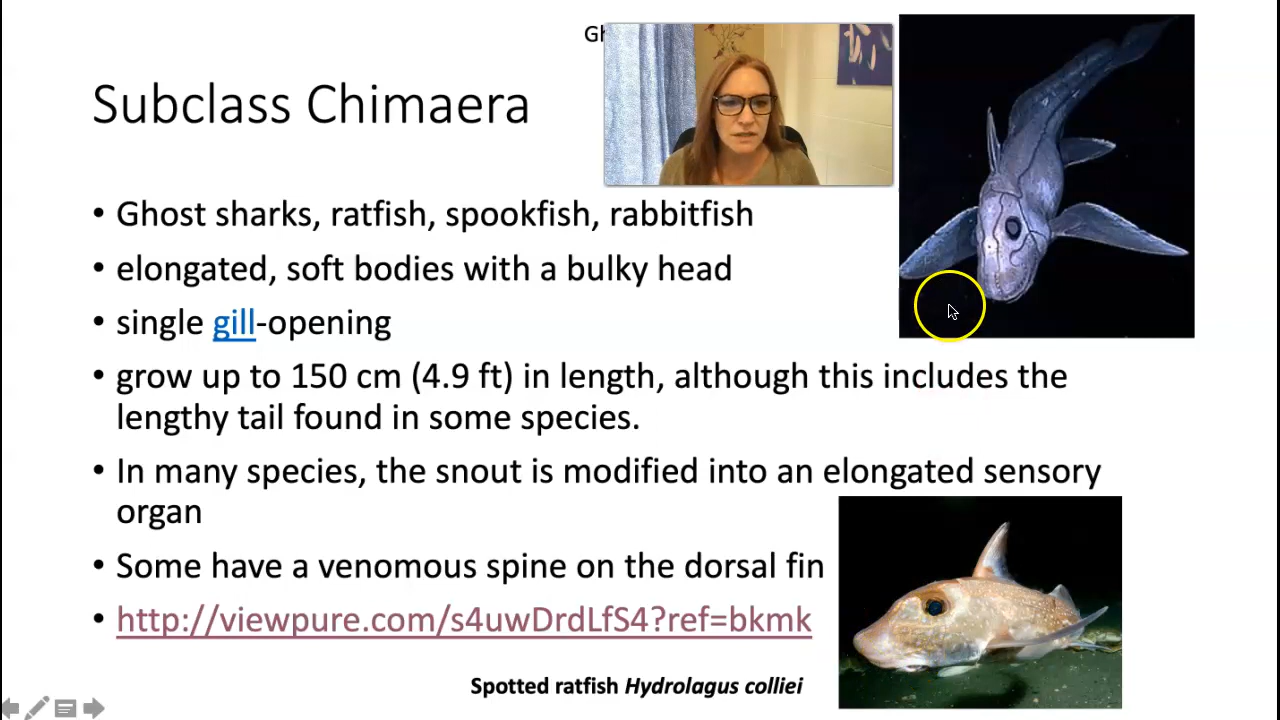 Gh
Subclass Chimaera
• Ghost sharks, ratfish, spookfish, rabbitfish
• elongated, soft bodies with a bulky head
• single gill-opening
• grow up to 150 cm (4.9 ft) in length, although this includes the
lengthy tail found in some species.
• In many species, the snout is modified into an elongated sensory
organ
• Some have a venomous spine on the dorsal fin
• http://viewpure.com/s4uwDrdLfS4?ref=bkmk
Spotted ratfish Hydrolagus colliei